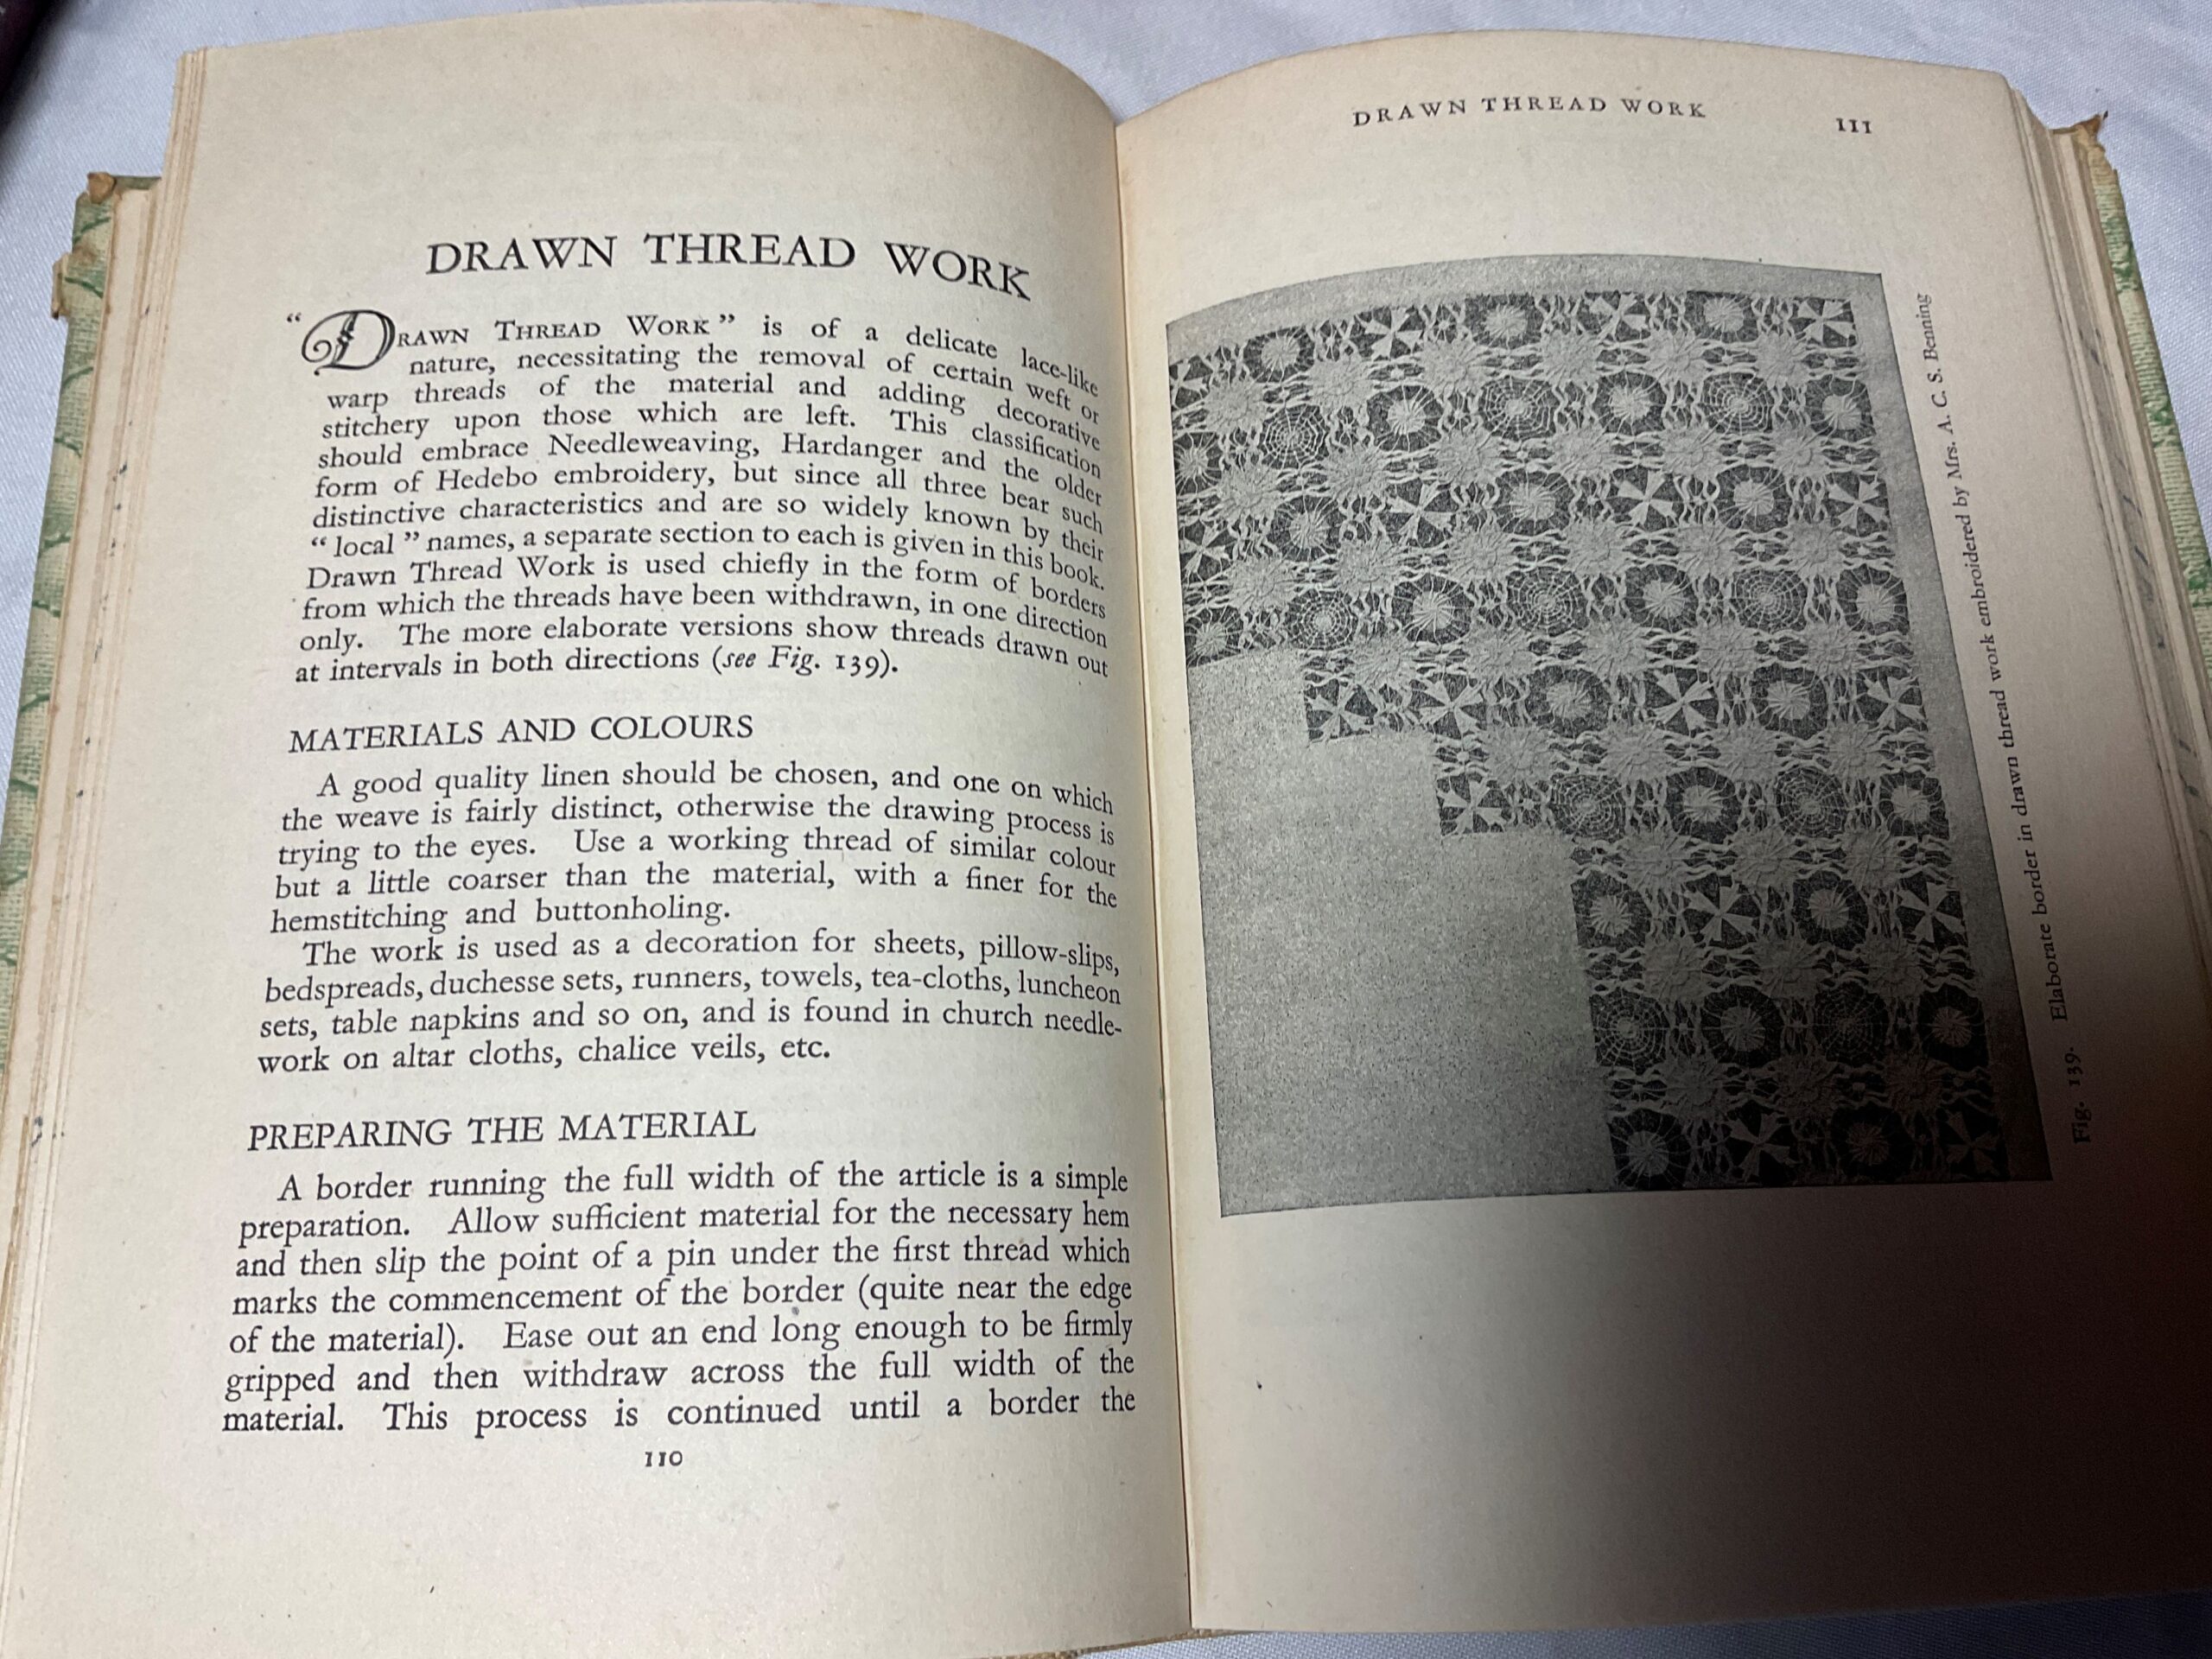 DRAWN THREAD WORK
“DRAWN THREAD WORK” is of a delicate lace-like
nature, necessitating the removal of certain weft or
warp threads of the material and adding decorative
stitchery upon those which are left. This classification
should embrace Needleweaving, Hardanger and the older
form of Hedebo embroidery, but since all three bear such
distinctive characteristics and are so widely known by their
“local” names, a separate section to each is given in this book.
Drawn Thread Work is used chiefly in the form of borders
from which the threads have been withdrawn, in one direction
only. The more elaborate versions show threads drawn out
at intervals in both directions (see Fig. 139).
MATERIALS AND COLOURS
A good quality linen should be chosen, and one on which
the weave is fairly distinct, otherwise the drawing process is
trying to the eyes. Use a working thread of similar colour
but a little coarser than the material, with a finer for the
hemstitching and buttonholing.
The work is used as a decoration for sheets, pillow-slips,
bedspreads, duchesse sets, runners, towels, tea-cloths, luncheon
sets, table napkins and so on, and is found in church needle-
work on altar cloths, chalice veils, etc.
PREPARING THE MATERIAL
A border running the full width of the article is a simple
preparation. Allow sufficient material for the necessary hem
and then slip the point of a pin under the first thread which
marks the commencement of the border (quite near the edge
of the material). Ease out an end long enough to be firmly
gripped and then withdraw across the full width of the
material. This process is continued until a border the
110
DRAWN THREAD WORK
111
Fig. 139. Elaborate border in drawn thread work embroidered by Mrs. A. C. S. Benning